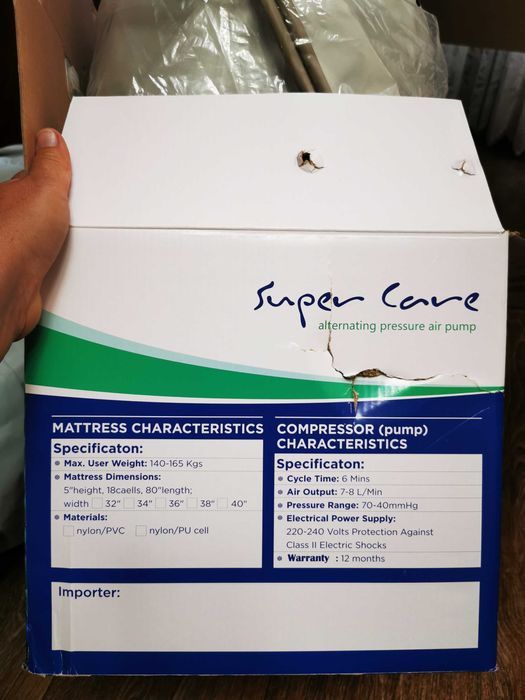 Super Care
alternating pressure air pump
MATTRESS CHARACTERISTICS
Specificaton:
• Max. User Weight: 140-165 Kgs
• Mattress Dimensions:
5"height, 18caells, 80"length;
width 32" 34" 36" 38" 40"
• Materials:
nylon/PVC nylon/PU cell
COMPRESSOR (pump)
CHARACTERISTICS
Specificaton:
• Cycle Time: 6 Mins
• Air Output: 7-8 L/Min
• Pressure Range: 70-40mmHg
• Electrical Power Supply:
220-240 Volts Protection Against
Class II Electric Shocks
• Warranty : 12 months
Importer: